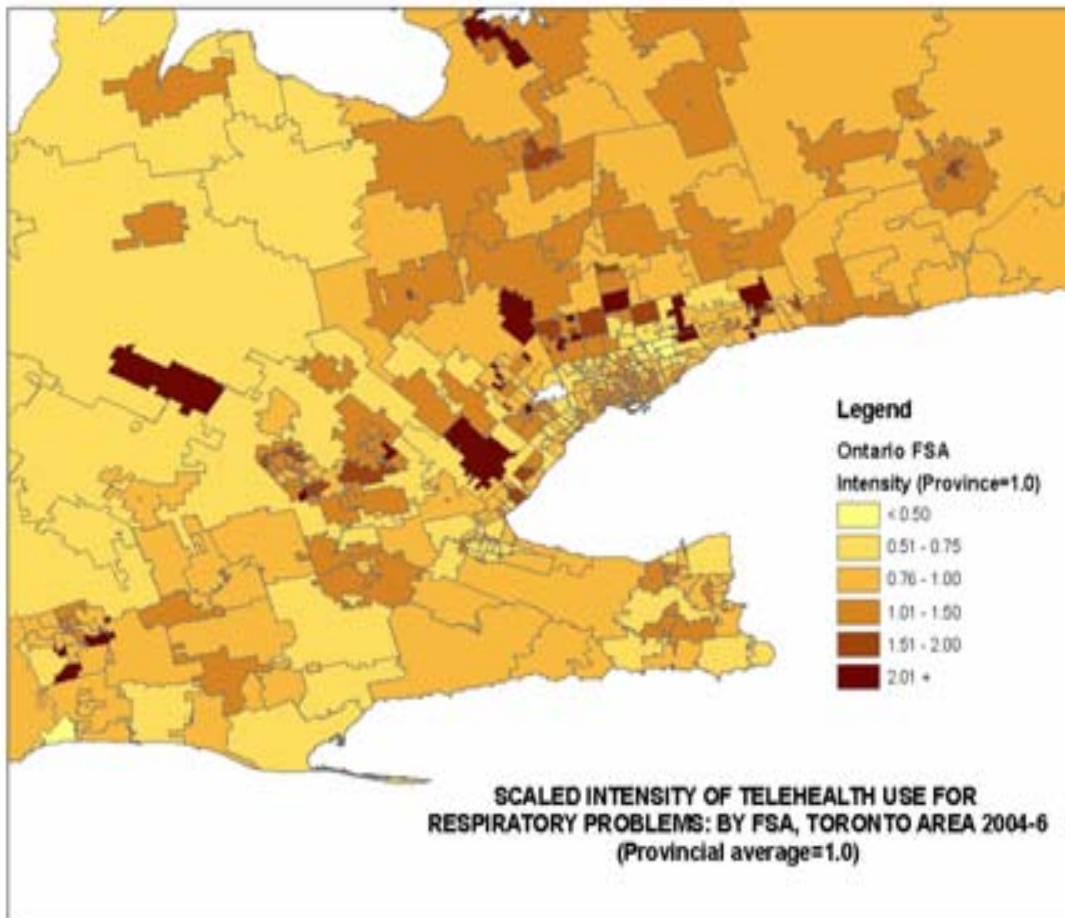 Legend
Ontario FSA
Intensity (Province=1.0)
< 0.50
0.51 - 0.75
0.76 - 1.00
1.01 - 1.50
1.51 - 2.00
2.01 +
SCALED INTENSITY OF TELEHEALTH USE FOR
RESPIRATORY PROBLEMS: BY FSA, TORONTO AREA 2004-6
(Provincial average=1.0)